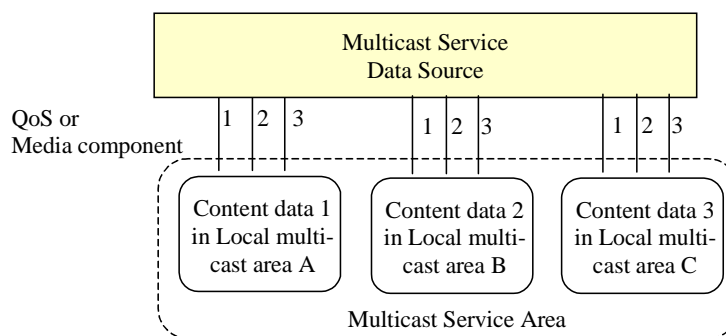 Multicast Service
Data Source
QoS or
Media component
1 2 3
1 2 3
1 2 3
Content data 1
in Local multi-
cast area A
Content data 2
in Local multi-
cast area B
Content data 3
in Local multi-
cast area C
Multicast Service Area